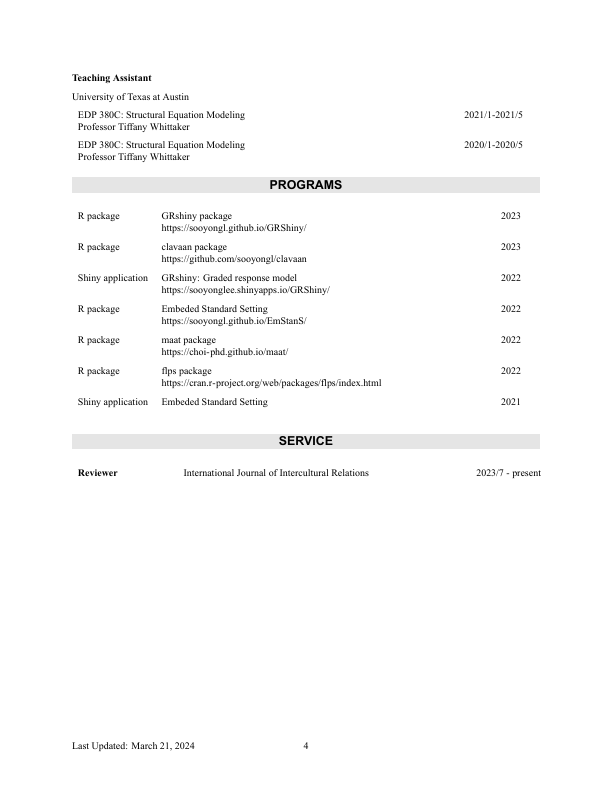 Teaching Assistant
University of Texas at Austin
EDP 380C: Structural Equation Modeling 2021/1-2021/5
Professor Tiffany Whittaker
EDP 380C: Structural Equation Modeling 2020/1-2020/5
Professor Tiffany Whittaker
PROGRAMS
R package GRshiny package 2023
https://sooyongl.github.io/GRShiny/
R package clavaan package 2023
https://github.com/sooyongl/clavaan
Shiny application GRshiny: Graded response model 2022
https://sooyonglee.shinyapps.io/GRShiny/
R package Embeded Standard Setting 2022
https://sooyongl.github.io/EmStanS/
R package maat package 2022
https://choi-phd.github.io/maat/
R package flps package 2022
https://cran.r-project.org/web/packages/flps/index.html
Shiny application Embeded Standard Setting 2021
SERVICE
Reviewer International Journal of Intercultural Relations 2023/7 - present
Last Updated: March 21, 2024 4